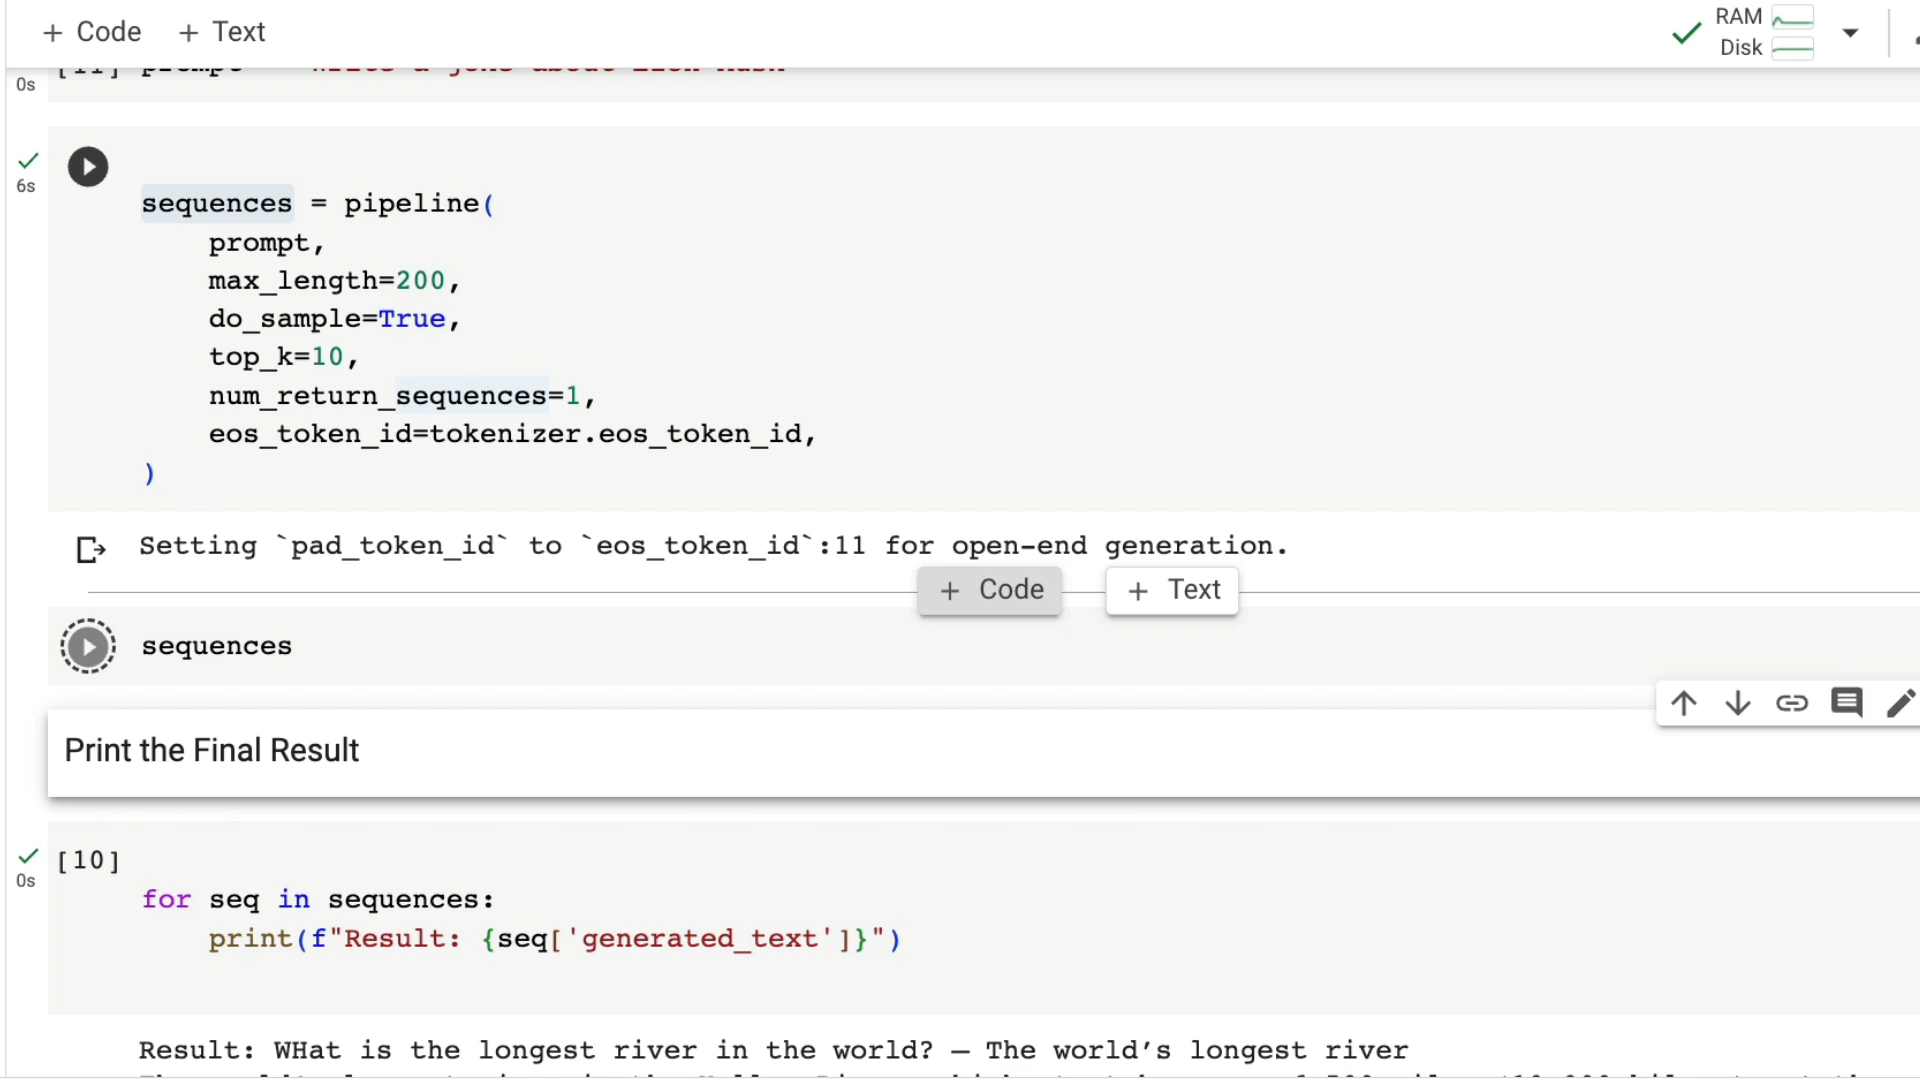 + Code + Text
RAM
Disk
0s
[11] prompt
6s
sequences = pipeline(
prompt,
max_length=200,
do_sample=True,
top_k=10,
num_return_sequences=1,
eos_token_id=tokenizer.eos_token_id,
)
Setting `pad_token_id` to `eos_token_id`:11 for open-end generation.
+ Code + Text
sequences
Print the Final Result
[10]
0s
for seq in sequences:
print(f"Result: {seq['generated_text']}")
Result: WHat is the longest river in the world? — The world’s longest river